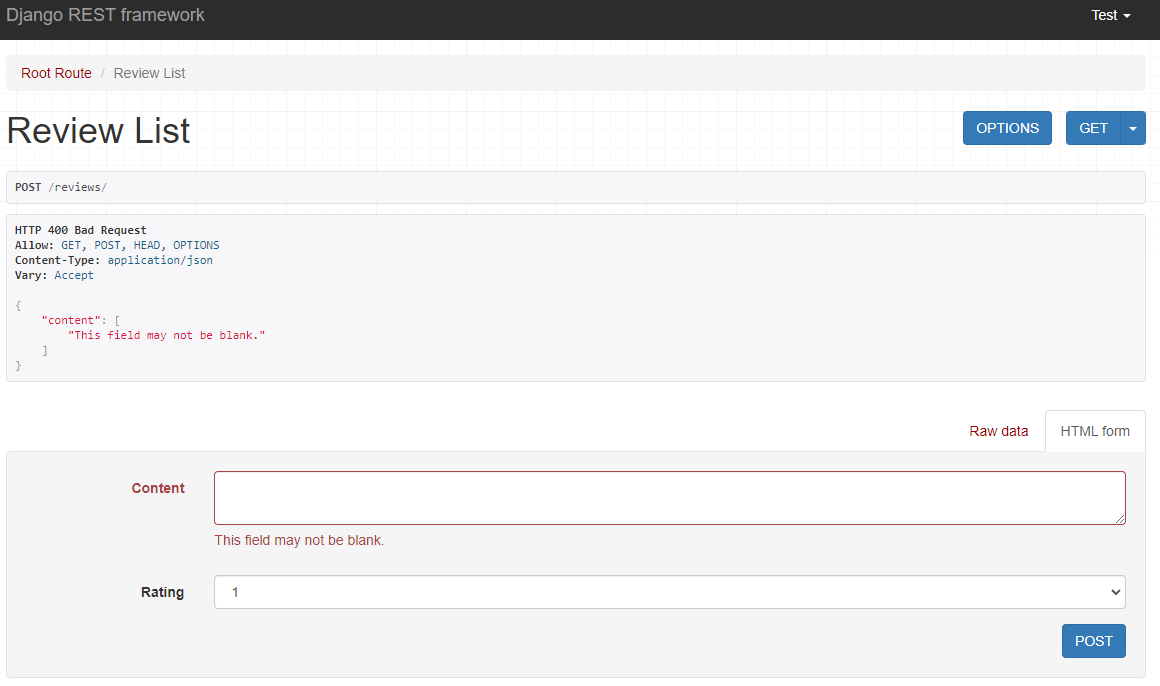 Django REST framework
Test
Root Route / Review List
Review List
OPTIONS
GET
POST /reviews/
HTTP 400 Bad Request
Allow: GET, POST, HEAD, OPTIONS
Content-Type: application/json
Vary: Accept
{
    "content": [
        "This field may not be blank."
    ]
}
Raw data
HTML form
Content
This field may not be blank.
Rating
1
POST